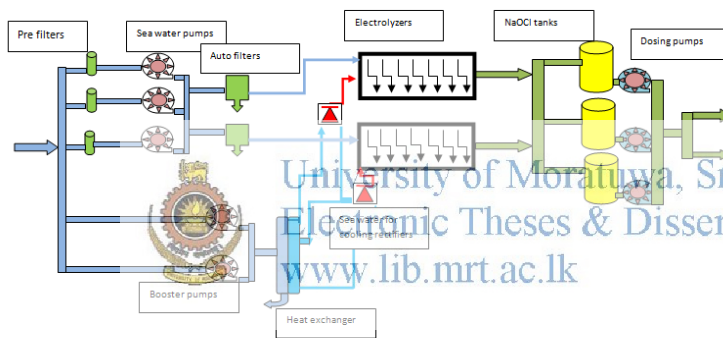 Pre filters
Sea water pumps
Auto filters
Electrolyzers
NaOCl tanks
Dosing pumps
University of Moratuwa, Sr
Electronic Theses & Disser
www.lib.mrt.ac.lk
Sea water for
cooling rectifiers
Booster pumps
Heat exchanger